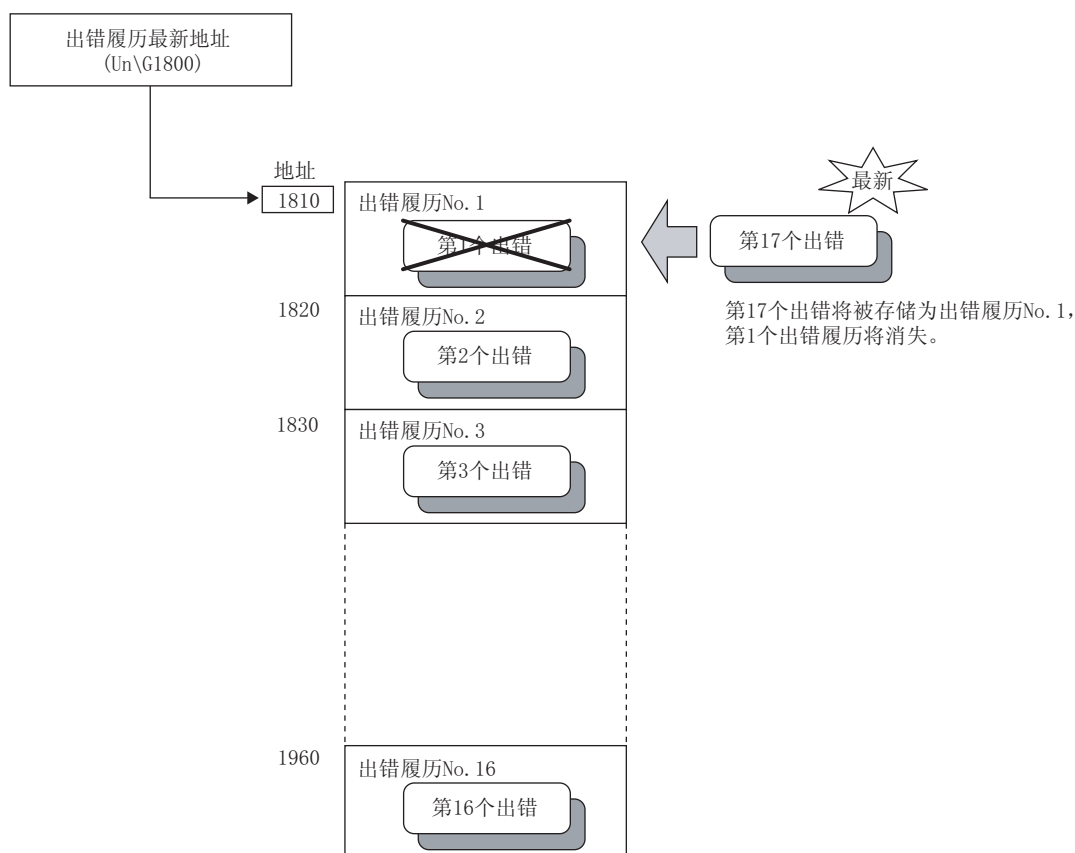 出错履历最新地址
(Un\G1800)
地址
1810
出错履历No.1
第1个出错
最新
第17个出错
第17个出错将被存储为出错履历No.1,
第1个出错履历将消失。
1820
出错履历No.2
第2个出错
1830
出错履历No.3
第3个出错
1960
出错履历No.16
第16个出错